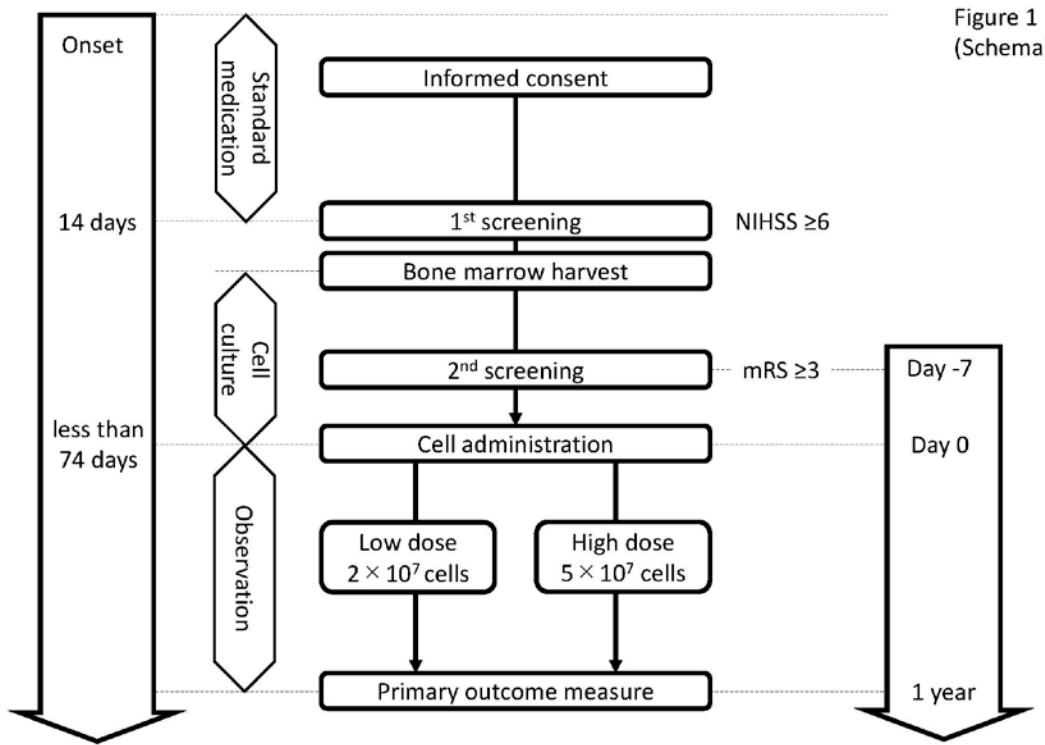 Figure 1
(Schema
Onset
Standard
medication
Informed consent
14 days
1st screening
NIHSS ≥6
Bone marrow harvest
Cell
culture
2nd screening
mRS ≥3
Day -7
less than
74 days
Cell administration
Day 0
Observation
Low dose
2 × 10⁷ cells
High dose
5 × 10⁷ cells
Primary outcome measure
1 year